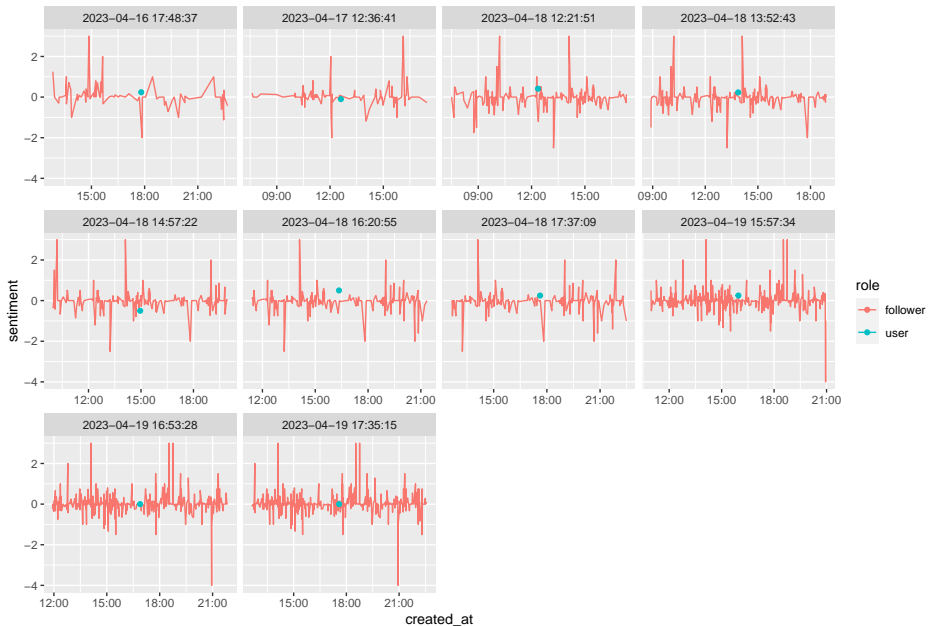 2023−04−16 17:48:37
2023−04−17 12:36:41
2023−04−18 12:21:51
2023−04−18 13:52:43
2
0
−2
−4
15:00 18:00 21:00
09:00 12:00 15:00
09:00 12:00 15:00
09:00 12:00 15:00 18:00
2023−04−18 14:57:22
2023−04−18 16:20:55
2023−04−18 17:37:09
2023−04−19 15:57:34
2
0
−2
−4
12:00 15:00 18:00
12:00 15:00 18:00 21:00
15:00 18:00 21:00
12:00 15:00 18:00 21:00
2023−04−19 16:53:28
2023−04−19 17:35:15
2
0
−2
−4
12:00 15:00 18:00 21:00
15:00 18:00 21:00
sentiment
created_at
role
follower
user